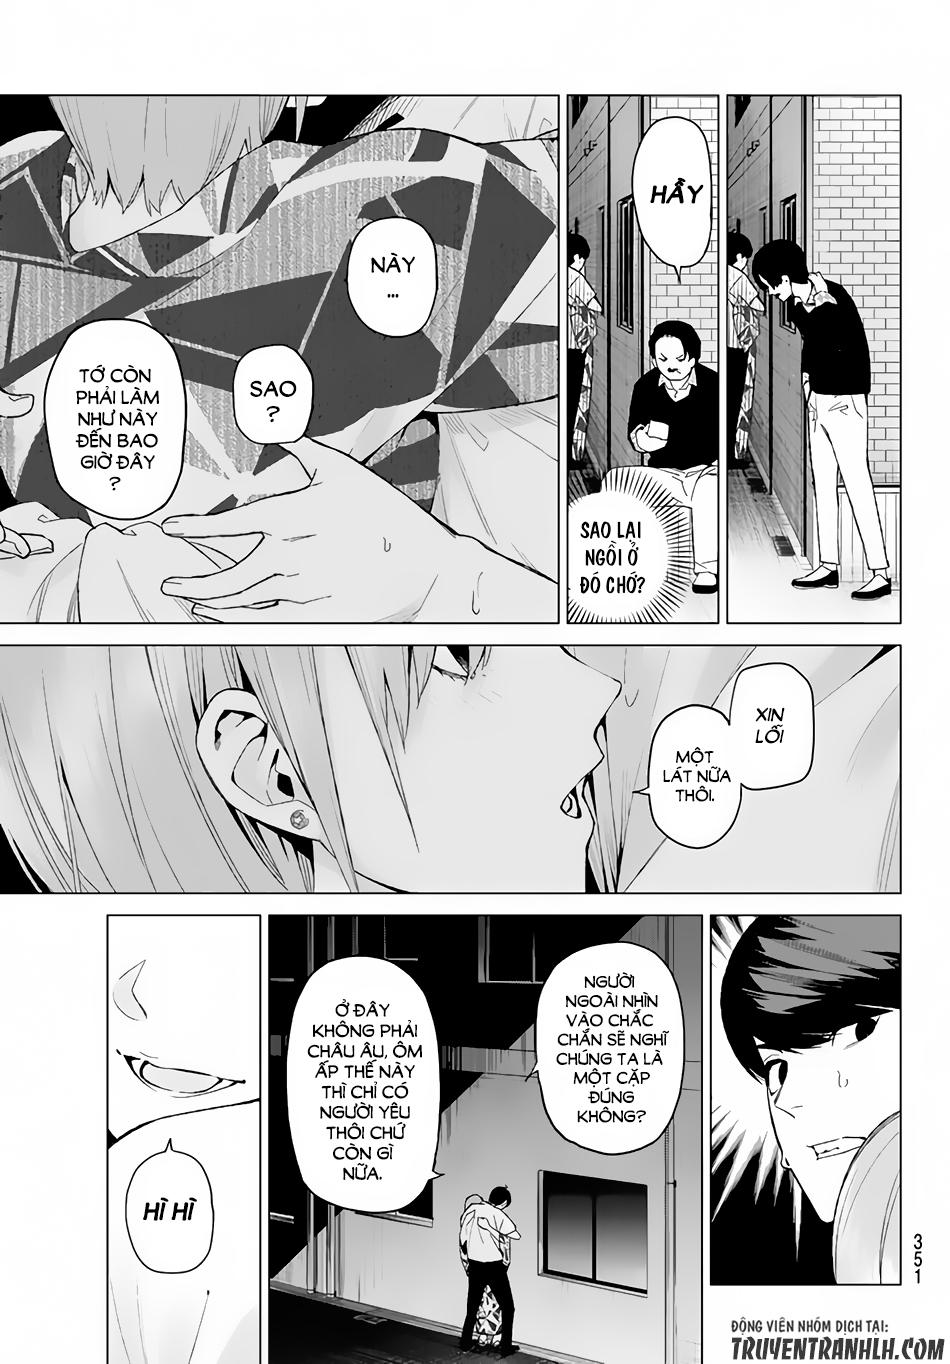 HẦY
SAO LẠI
NGỒI Ở
ĐÓ CHỚ?
NÀY
...
SAO
?
TỚ CÒN
PHẢI LÀM
NHƯ NÀY
ĐẾN BAO
GIỜ ĐÂY
?
XIN
LỖI
MỘT
LÁT NỮA
THÔI.
NGƯỜI
NGOÀI NHÌN
VÀO CHẮC
CHẮN SẼ NGHĨ
CHÚNG TA LÀ
MỘT CẶP
ĐÚNG
KHÔNG?
Ở ĐÂY
KHÔNG PHẢI
CHÂU ÂU, ÔM
ẤP THẾ NÀY
THÌ CHỈ CÓ
NGƯỜI YÊU
THÔI CHỨ
CÒN GÌ
NỮA.
HÌ HÌ
351
ĐỘNG VIÊN NHÓM DỊCH TẠI:
TRUYENTRANHLH.COM